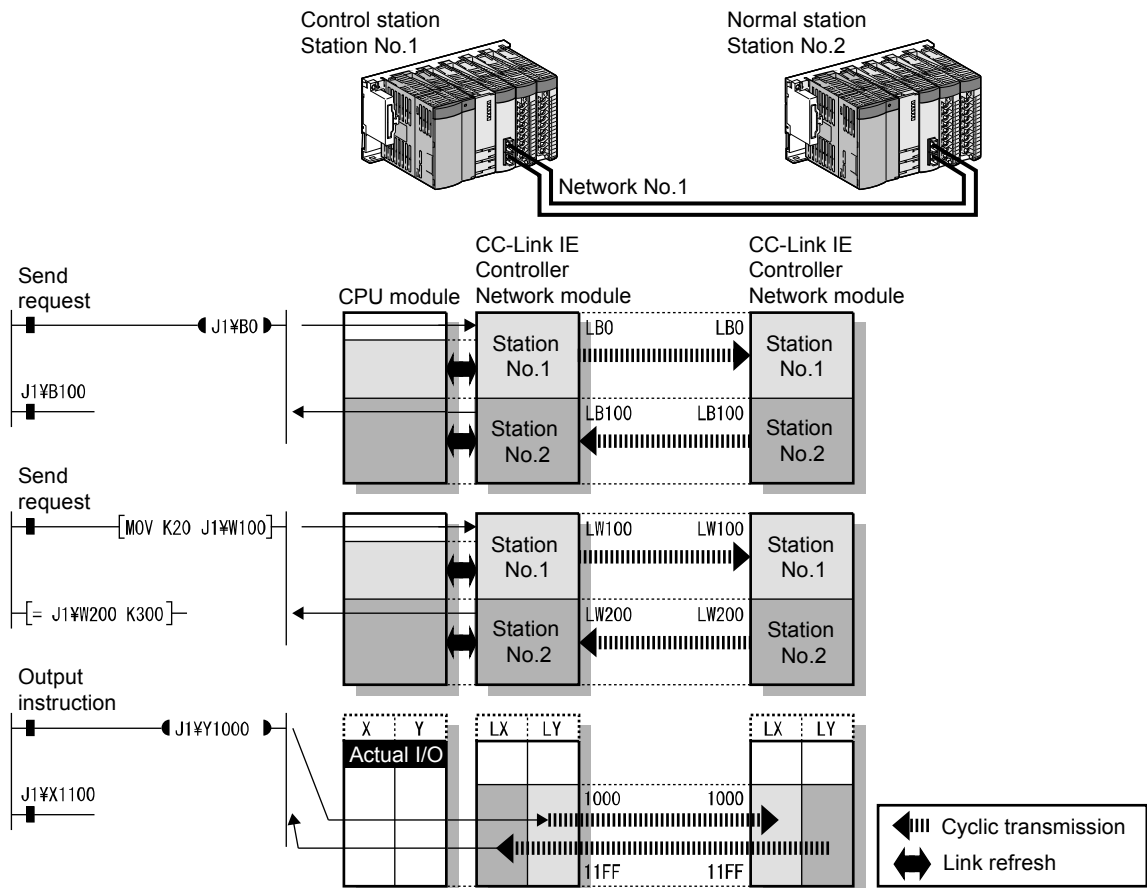 Control station
Station No.1
Normal station
Station No.2
Network No.1
CC-Link IE
Controller
Network module
CC-Link IE
Controller
Network module
CPU module
Send
request
J1¥B0
J1¥B100
Station
No.1
LB0
LB0
Station
No.1
Station
No.2
LB100
LB100
Station
No.2
Send
request
MOV K20 J1¥W100
= J1¥W200 K300
Station
No.1
LW100
LW100
Station
No.1
Station
No.2
LW200
LW200
Station
No.2
Output
instruction
J1¥Y1000
J1¥X1100
X
Y
LX
LY
LX
LY
Actual I/O
1000
1000
11FF
11FF
Cyclic transmission
Link refresh